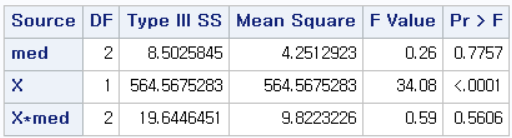 Source DF Type III SS Mean Square F Value Pr > F
med 2 8.5025845 4.2512923 0.26 0.7757
X 1 564.5675283 564.5675283 34.08 <.0001
X*med 2 19.6446451 9.8223226 0.59 0.5606